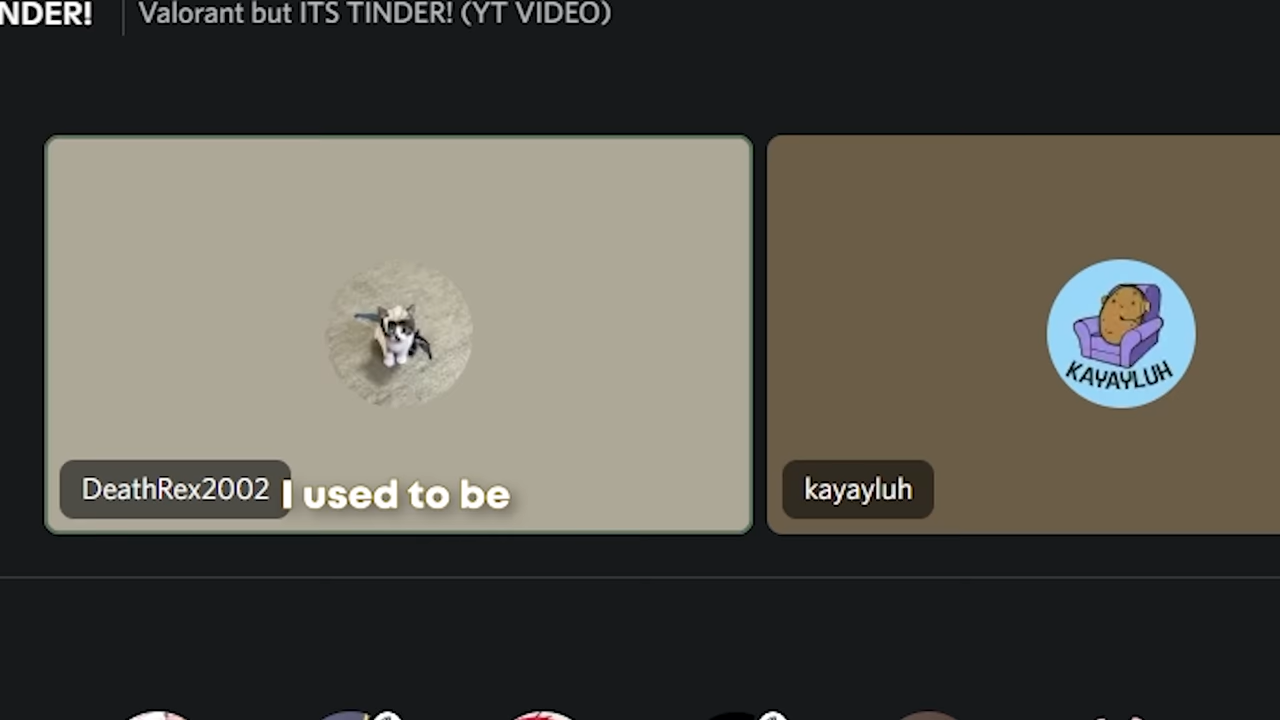 NDER! Valorant but ITS TINDER! (YT VIDEO)
KAYAYLUH
DeathRex2002
I used to be
kayayluh